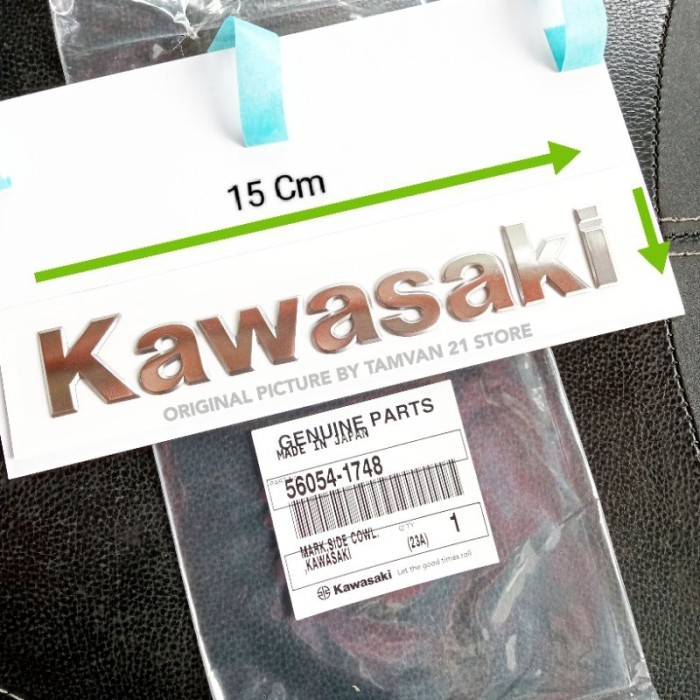 15 Cm
Kawasaki
ORIGINAL PICTURE BY TAMVAN 21 STORE
GENUINE PARTS
MADE IN JAPAN
56054-1748
MARK,SIDE COWL,
,KAWASAKI
Q'TY
(23A)
1
Kawasaki Let the good times roll